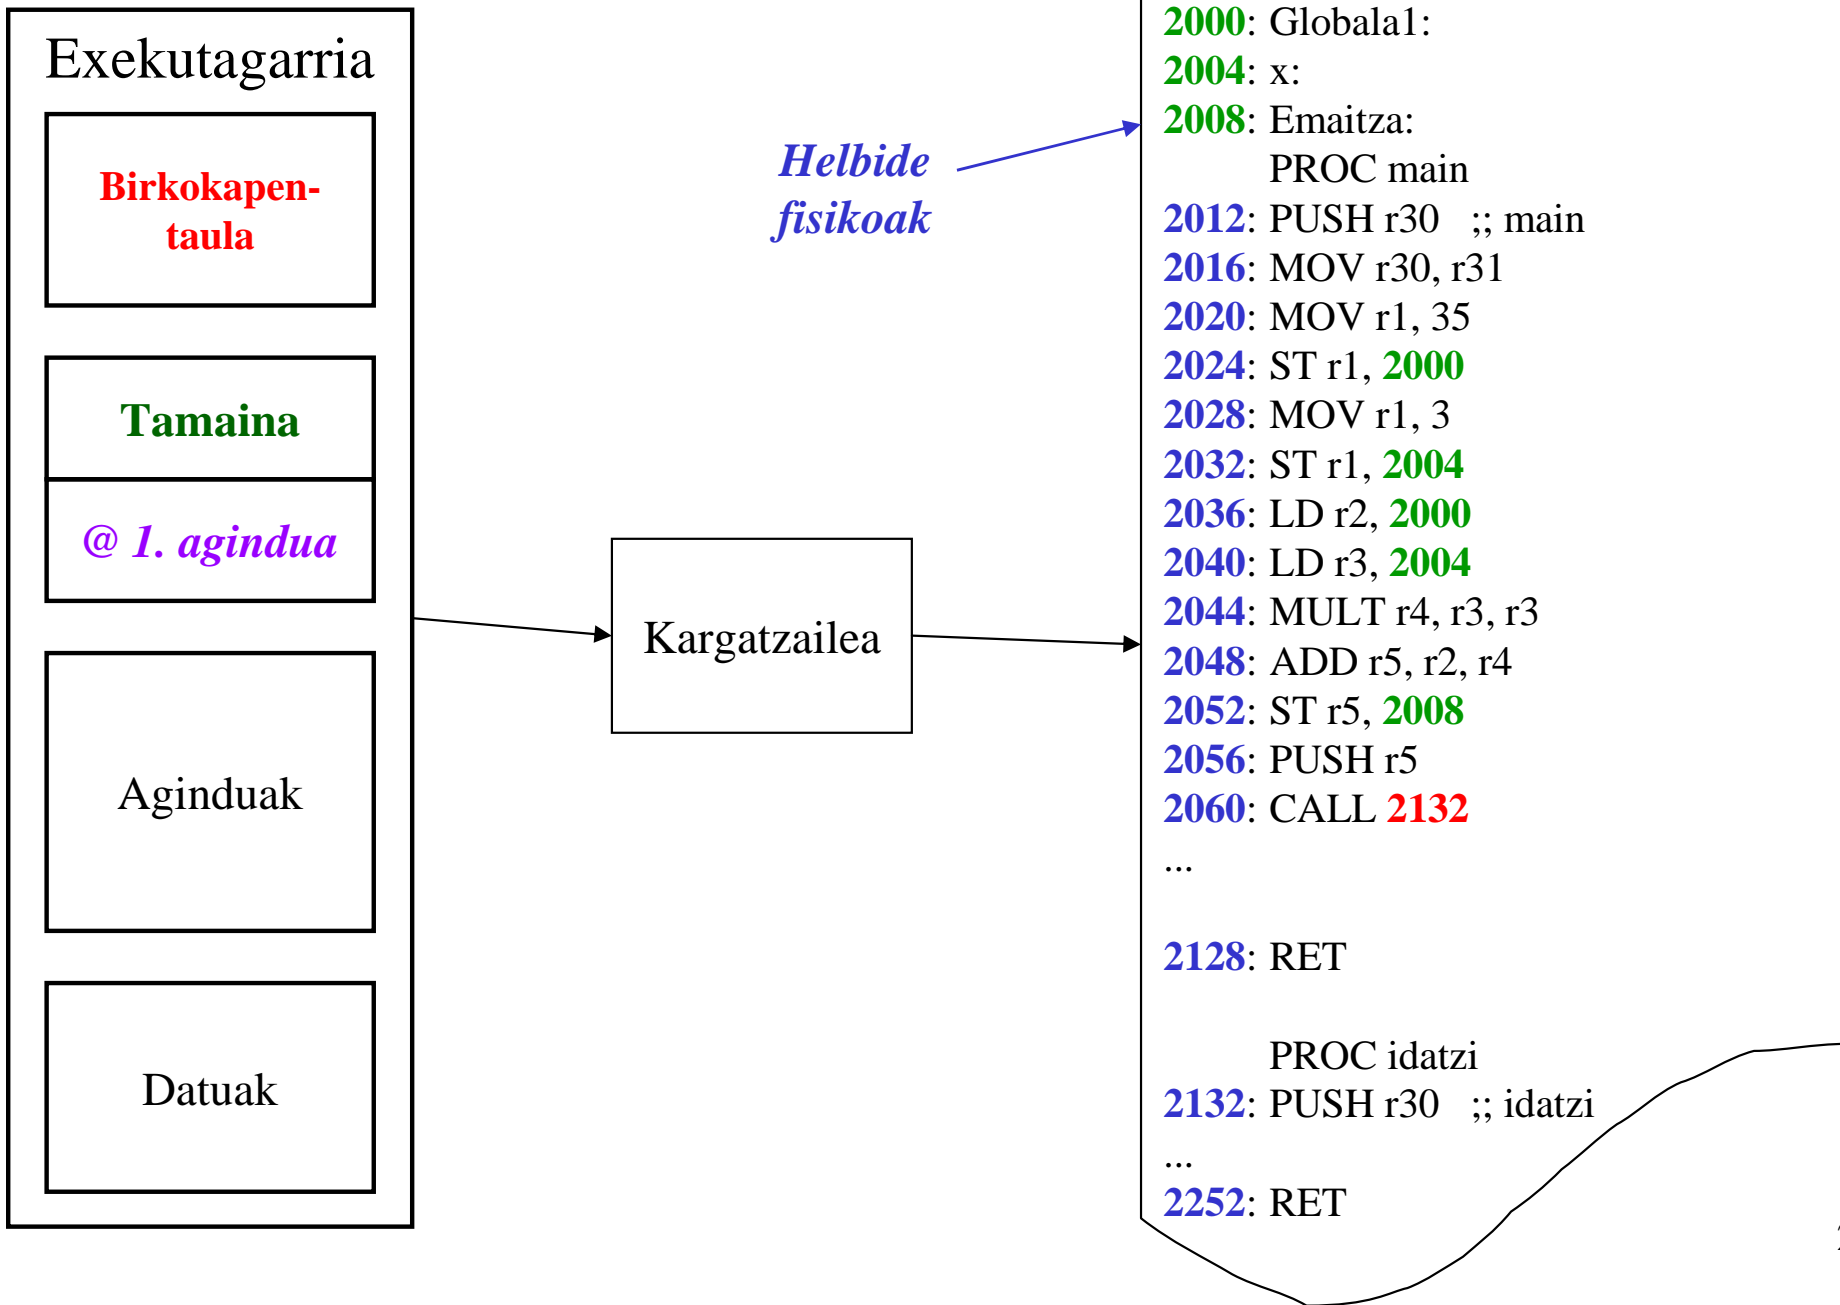 Exekutagarria
Birkokapen-
taula
Tamaina
@ 1. agindua
Aginduak
Datuak
Kargatzailea
Helbide
fisikoak
2000: Globala1:
2004: x:
2008: Emaitza:
PROC main
2012: PUSH r30 ;; main
2016: MOV r30, r31
2020: MOV r1, 35
2024: ST r1, 2000
2028: MOV r1, 3
2032: ST r1, 2004
2036: LD r2, 2000
2040: LD r3, 2004
2044: MULT r4, r3, r3
2048: ADD r5, r2, r4
2052: ST r5, 2008
2056: PUSH r5
2060: CALL 2132
...
2128: RET
PROC idatzi
2132: PUSH r30 ;; idatzi
...
2252: RET